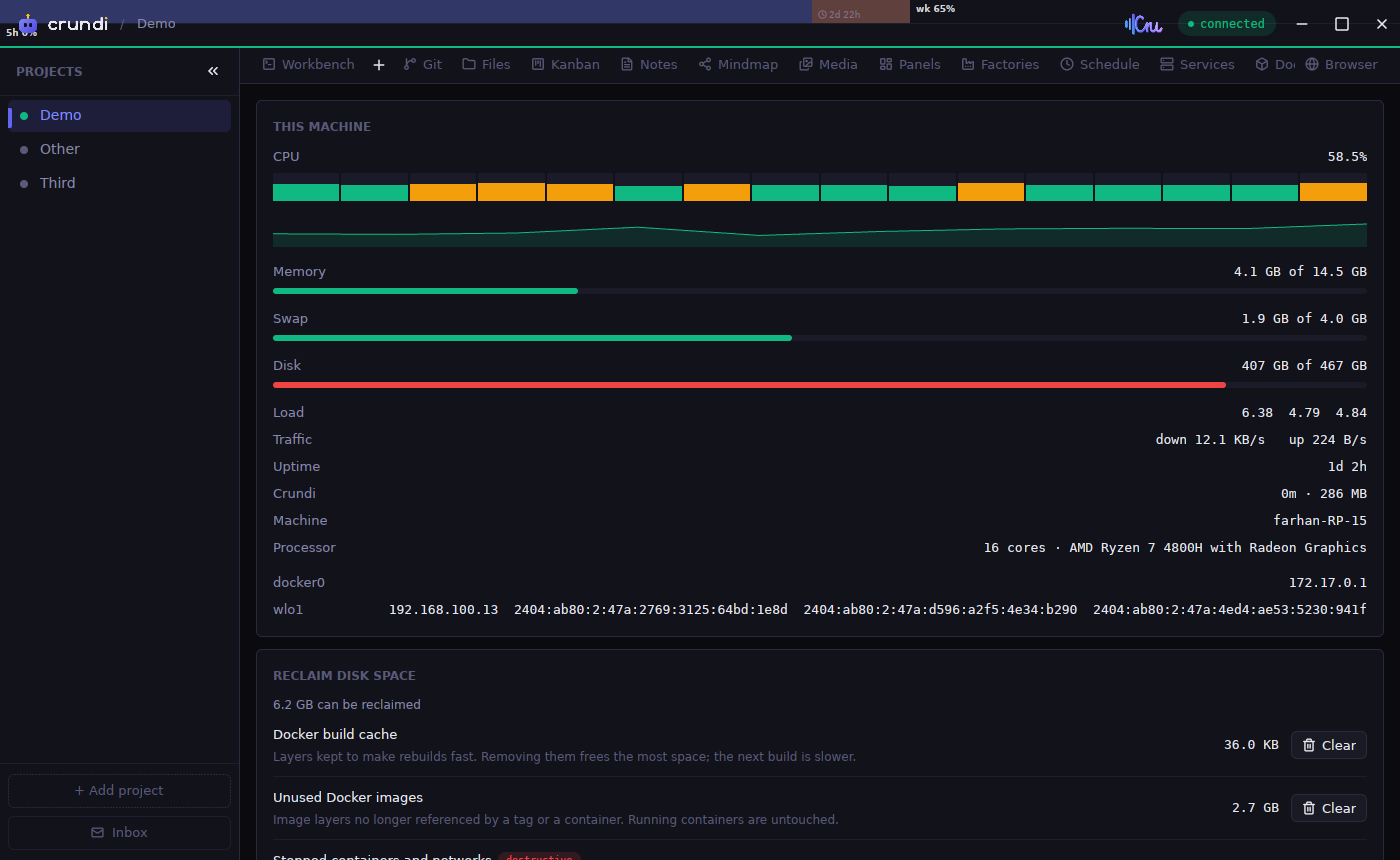 2d 22h
wk 65%
crundi / Demo
5h 0%
Cru
connected
PROJECTS
Workbench
Git
Files
Kanban
Notes
Mindmap
Media
Panels
Factories
Schedule
Services
Doc
Browser
Demo
Other
Third
+ Add project
Inbox
THIS MACHINE
CPU 58.5%
Memory 4.1 GB of 14.5 GB
Swap 1.9 GB of 4.0 GB
Disk 407 GB of 467 GB
Load 6.38 4.79 4.84
Traffic down 12.1 KB/s up 224 B/s
Uptime 1d 2h
Crundi 0m · 286 MB
Machine farhan-RP-15
Processor 16 cores · AMD Ryzen 7 4800H with Radeon Graphics
docker0 172.17.0.1
wlo1 192.168.100.13 2404:ab80:2:47a:2769:3125:64bd:1e8d 2404:ab80:2:47a:d596:a2f5:4e34:b290 2404:ab80:2:47a:4ed4:ae53:5230:941f
RECLAIM DISK SPACE
6.2 GB can be reclaimed
Docker build cache
Layers kept to make rebuilds fast. Removing them frees the most space; the next build is slower.
36.0 KB Clear
Unused Docker images
Image layers no longer referenced by a tag or a container. Running containers are untouched.
2.7 GB Clear
Stopped containers and networks destructive